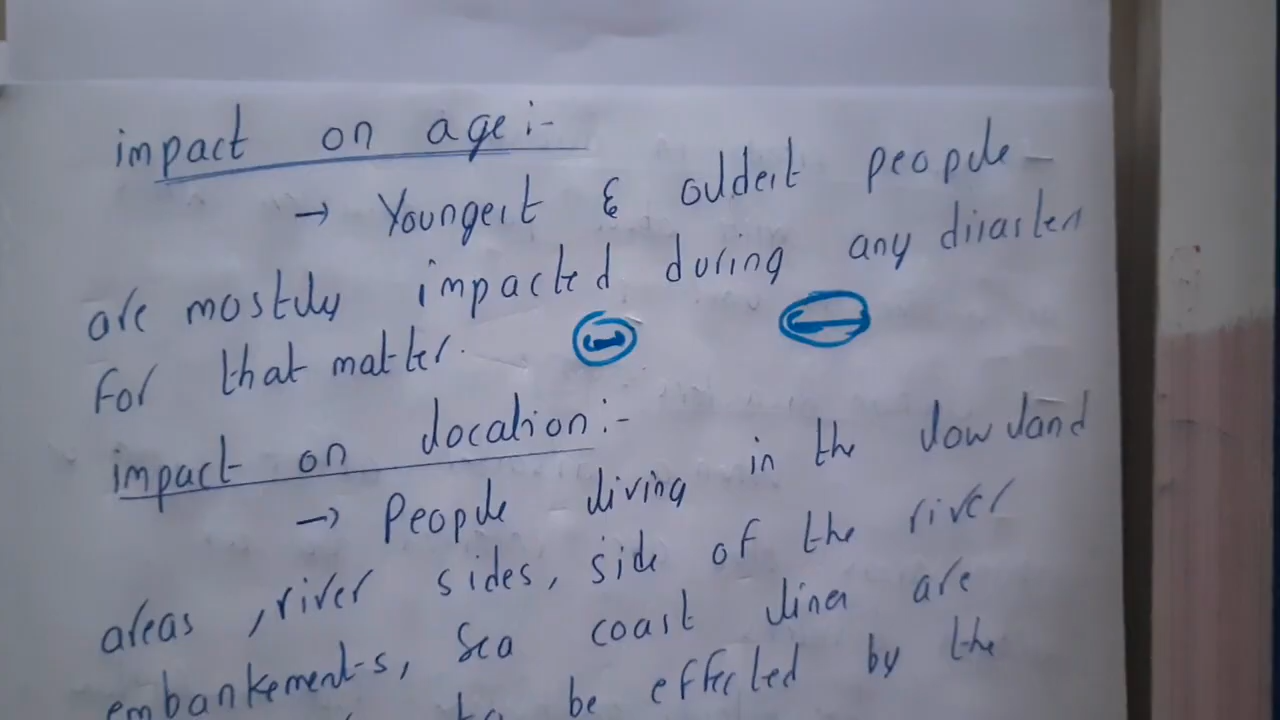 impact on age :-
→ Youngest & oldest people
are mostly impacted during any disaster
for that matter.
impact on location :-
→ People living in the low land
areas , river sides, side of the river
embankements, sea coast lines are
to be effected by the